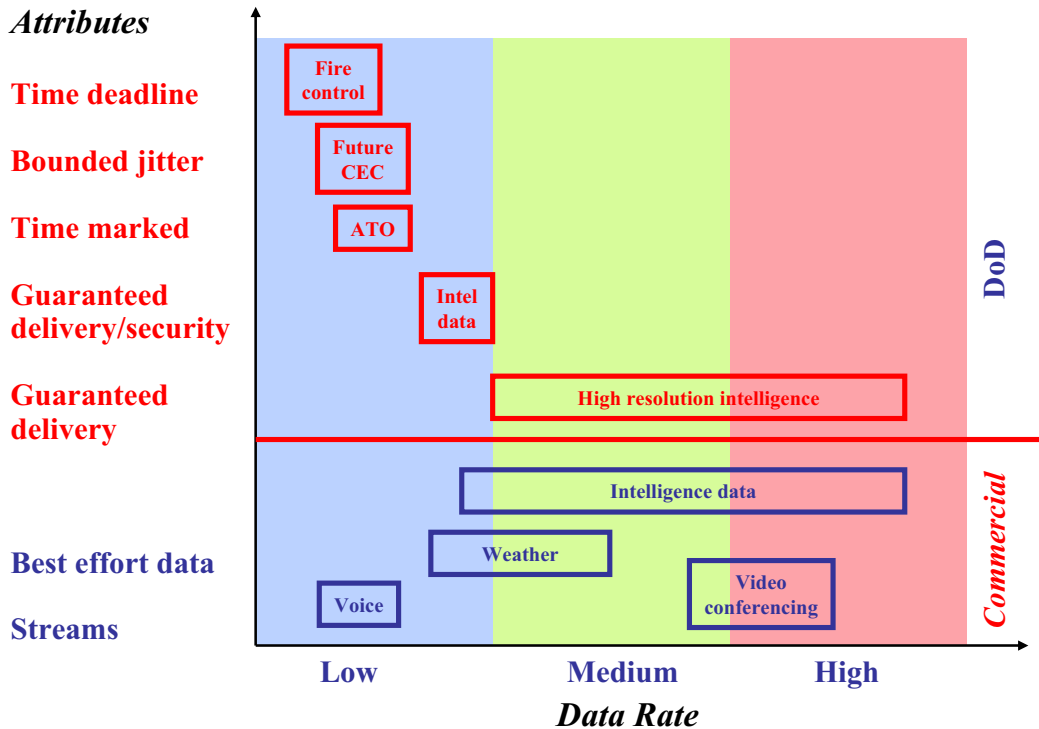 Attributes
Time deadline
Bounded jitter
Time marked
Guaranteed
delivery/security
Guaranteed
delivery
Best effort data
Streams
Fire
control
Future
CEC
ATO
Intel
data
High resolution intelligence
Intelligence data
Weather
Voice
Video
conferencing
DoD
Commercial
Low
Medium
High
Data Rate